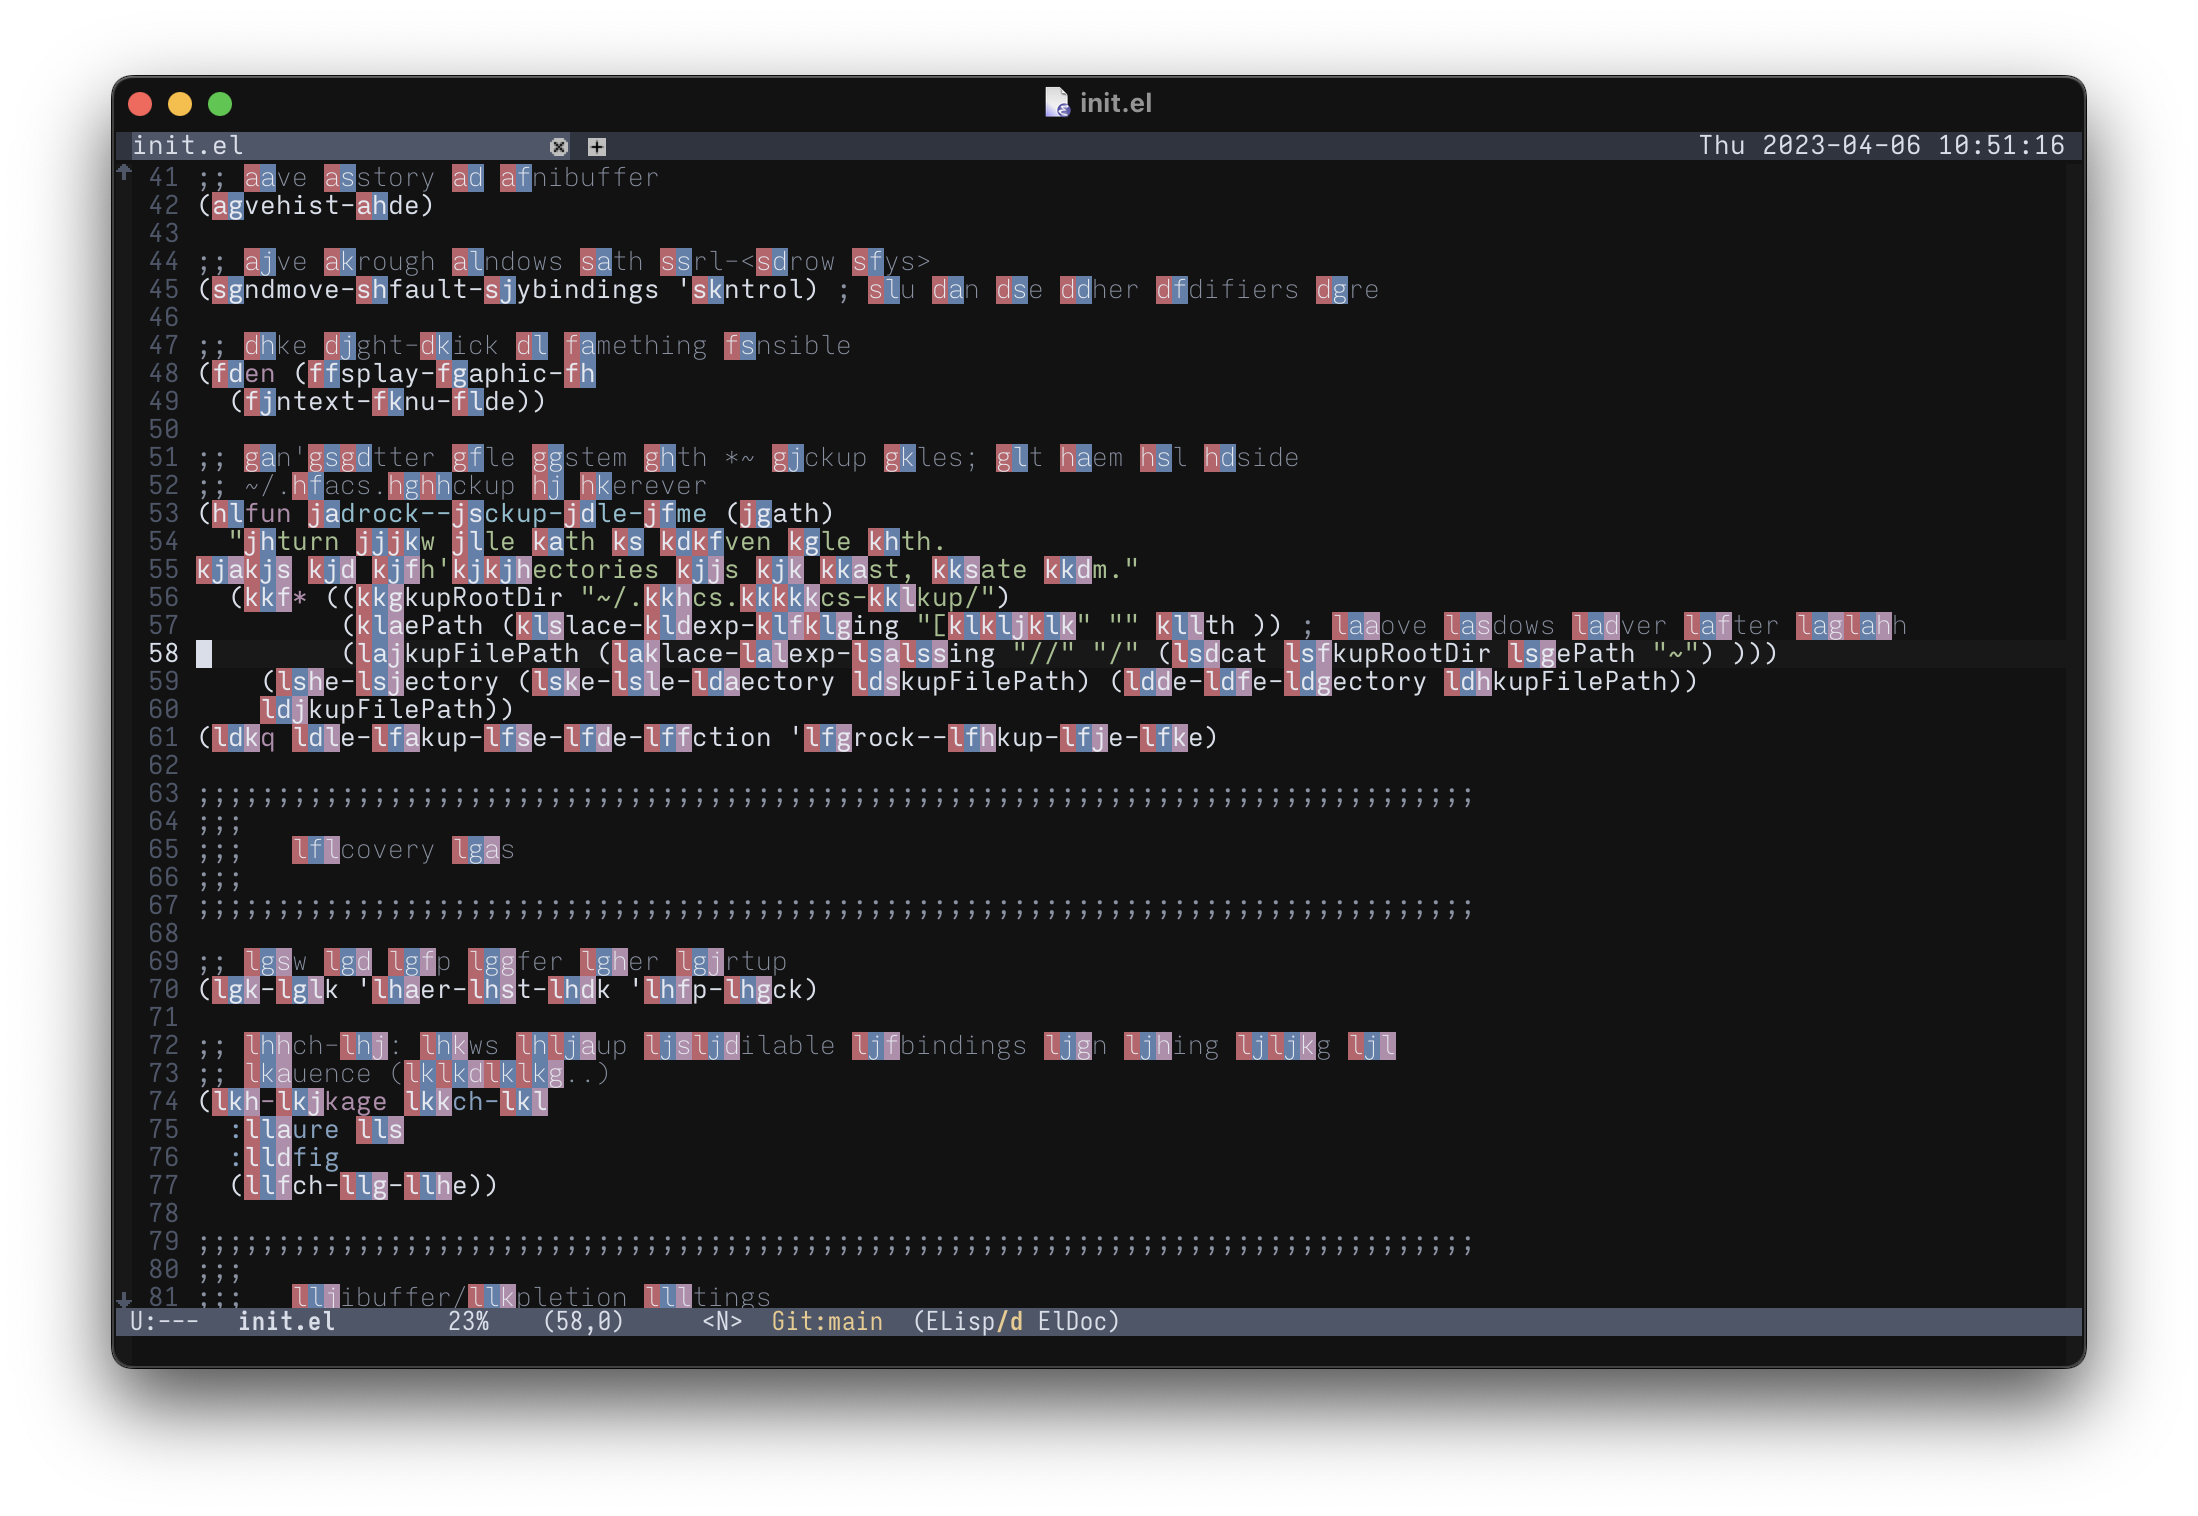 init.el
init.el Thu 2023-04-06 10:51:16
41 ;; aave asstory ad afnibuffer
42 (agvehist-ahde)
43
44 ;; ajve akrough alndows sath ssrl-<sdrow sfys>
45 (sgndmove-shfault-sjybindings 'skntrol) ; slu dan dse ddher dfdifiers dgre
46
47 ;; dhke djght-dkick dl famething fsnsible
48 (fden (ffsplay-fgaphic-fh
49   (fjntext-fknu-flde))
50
51 ;; gan'gsgdtter gfle ggstem ghth *~ gjckup gkles; glt haem hsl hdside
52 ;; ~/.hfacs.hghhckup hj hkerever
53 (hlfun jadrock--jsckup-jdle-jfme (jgath)
54   "jhturn jjjkw jlle kath ks kdkfven kgle khth.
55 kjakjs kjd kjfh'kjkjhectories kjjs kjk kkast, kksate kkdm."
56   (kkf* ((kkgkupRootDir "~/.kkhcs.kkkkkcs-kklkup/")
57          (klaePath (klslace-kldexp-klfklging "[klkljklk" "" kllth )) ; laaove lasdows ladver lafter laglahh
58          (lajkupFilePath (laklace-lalexp-lsalssing "//" "/" (lsdcat lsfkupRootDir lsgePath "~") )))
59     (lshe-lsjectory (lske-lsle-ldaectory ldskupFilePath) (ldde-ldfe-ldgectory ldhkupFilePath))
60     ldjkupFilePath))
61 (ldkq ldle-lfakup-lfse-lfde-lffction 'lfgrock--lfhkup-lfje-lfke)
62
63 ;;;;;;;;;;;;;;;;;;;;;;;;;;;;;;;;;;;;;;;;;;;;;;;;;;;;;;;;;;;;;;;;;;;;;;;;;;;;;;;;
64 ;;;
65 ;;;   lflcovery lgas
66 ;;;
67 ;;;;;;;;;;;;;;;;;;;;;;;;;;;;;;;;;;;;;;;;;;;;;;;;;;;;;;;;;;;;;;;;;;;;;;;;;;;;;;;;
68
69 ;; lgsw lgd lgfp lggfer lgher lgjrtup
70 (lgk-lglk 'lhaer-lhst-lhdk 'lhfp-lhgck)
71
72 ;; lhhch-lhj: lhkws lhljaup ljsljdilable ljfbindings ljgn ljhing ljljkg ljl
73 ;; lkauence (lklkdlklkg..)
74 (lkh-lkjkage lkkch-lkl
75   :llaure lls
76   :lldfig
77   (llfch-llg-llhe))
78
79 ;;;;;;;;;;;;;;;;;;;;;;;;;;;;;;;;;;;;;;;;;;;;;;;;;;;;;;;;;;;;;;;;;;;;;;;;;;;;;;;;
80 ;;;
81 ;;;   lljibuffer/llkpletion llltings
U:---  init.el       23%   (58,0)     <N>  Git:main  (ELisp/d ElDoc)